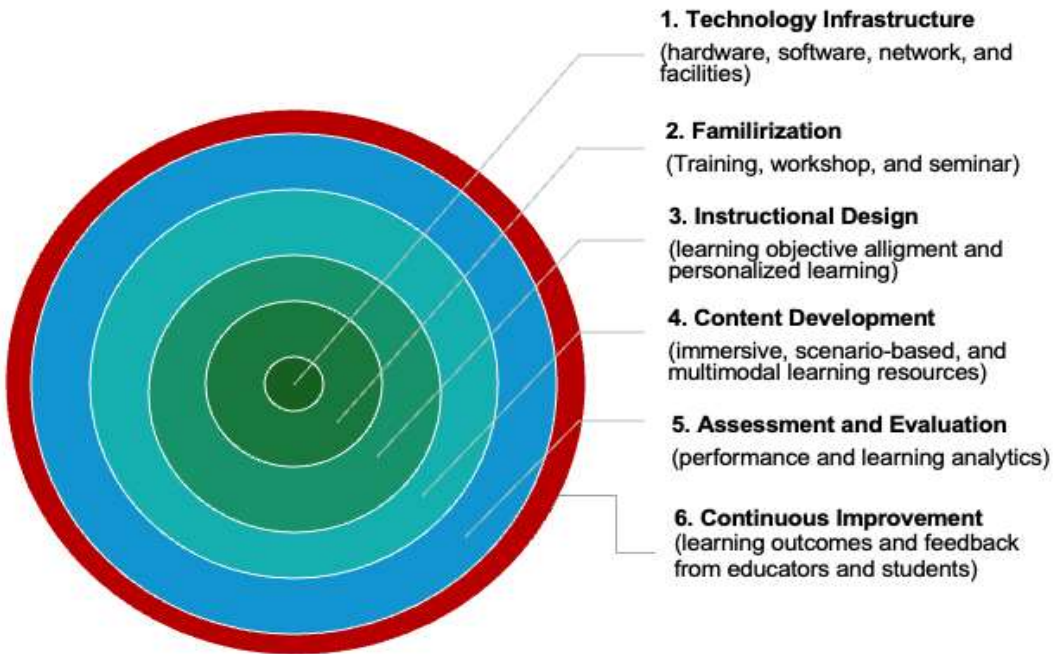 1. Technology Infrastructure
(hardware, software, network, and
facilities)
2. Familirization
(Training, workshop, and seminar)
3. Instructional Design
(learning objective alligment and
personalized learning)
4. Content Development
(immersive, scenario-based, and
multimodal learning resources)
5. Assessment and Evaluation
(performance and learning analytics)
6. Continuous Improvement
(learning outcomes and feedback
from educators and students)